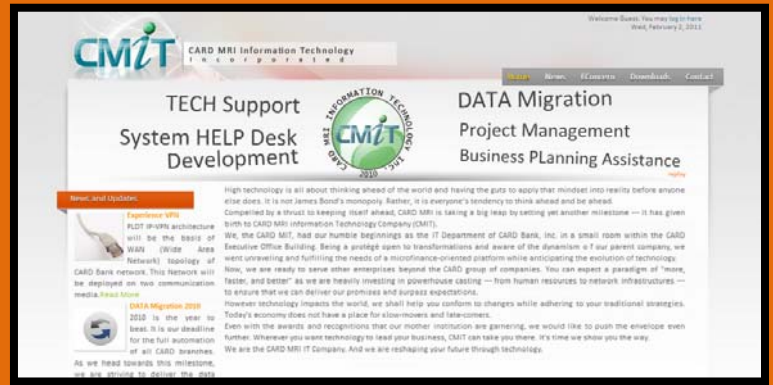 Welcome Guest. You may log in here
Wed, February 2, 2011
CMiT
CARD MRI Information Technology
Incorporated
Home News EConcern Downloads Contact
TECH Support
System HELP Desk
Development
CARD MRI INFORMATION TECHNOLOGY, INC.
CMiT
2010
DATA Migration
Project Management
Business PLanning Assistance
replay
News and Updates
Experience VPN
PLDT IP-VPN architecture
will be the basis of
WAN (Wide Area
Network) topology of
CARD Bank network. This Network will
be deployed on two communication
media. Read More
DATA Migration 2010
2010 is the year to
beat. It is our deadline
for the full automation
of all CARD branches.
As we head towards this milestone,
we are striving to deliver the data
High technology is all about thinking ahead of the world and having the guts to apply that mindset into reality before anyone
else does. It is not James Bond's monopoly. Rather, it is everyone's tendency to think ahead and be ahead.
Compelled by a thrust to keeping itself ahead, CARD MRI is taking a big leap by setting yet another milestone — it has given
birth to CARD MRI Information Technology Company (CMIT).
We, the CARD MIT, had our humble beginnings as the IT Department of CARD Bank, Inc. in a small room within the CARD
Executive Office Building. Being a protégé open to transformations and aware of the dynamism o f our parent company, we
went unraveling and fulfilling the needs of a microfinance-oriented platform while anticipating the evolution of technology.
Now, we are ready to serve other enterprises beyond the CARD group of companies. You can expect a paradigm of "more,
faster, and better" as we are heavily investing in powerhouse casting — from human resources to network infrastructures —
to ensure that we can deliver our promises and surpass expectations.
However technology impacts the world, we shall help you conform to changes while adhering to your traditional strategies.
Today's economy does not have a place for slow-movers and late-comers.
Even with the awards and recognitions that our mother institution are garnering, we would like to push the envelope even
further. Wherever you want technology to lead your business, CMIT can take you there. It's time we show you the way.
We are the CARD MRI IT Company. And we are reshaping your future through technology.